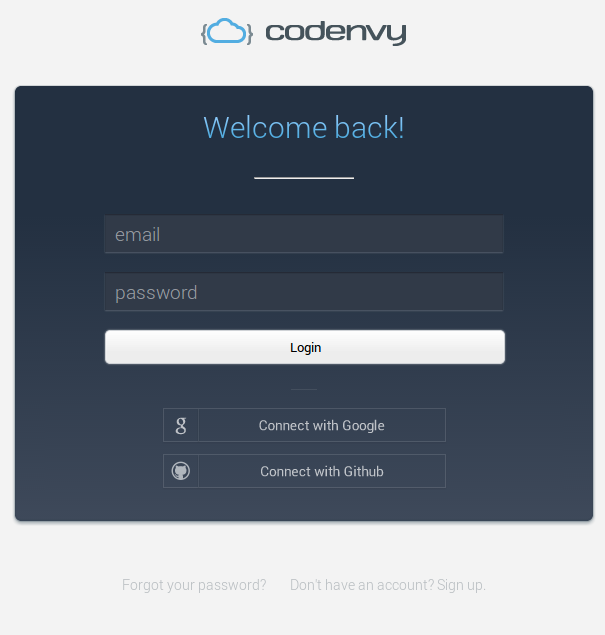 codenvy
Welcome back!
email
password
Login
Connect with Google
Connect with Github
Forgot your password? Don't have an account? Sign up.